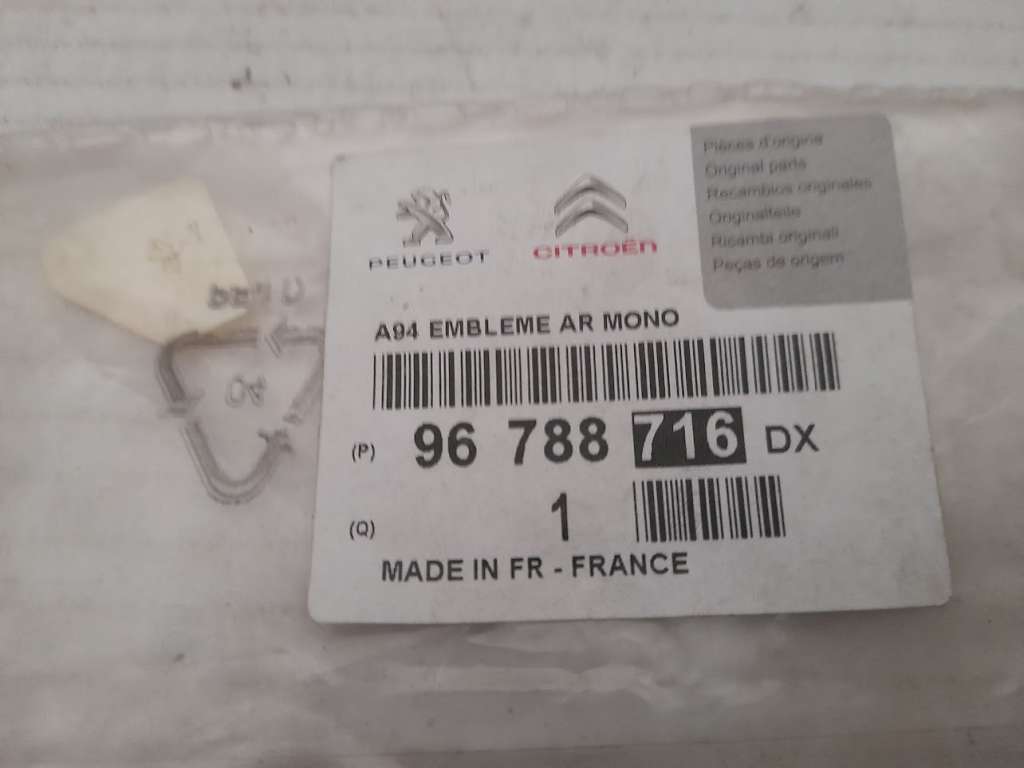 PEUGEOT
CITROËN
Pièces d'origine
Original parts
Recambios originales
Originalteile
Ricambi originali
Peças de origem
A94 EMBLEME AR MONO
(P) 96 788 716 DX
(Q) 1
MADE IN FR - FRANCE